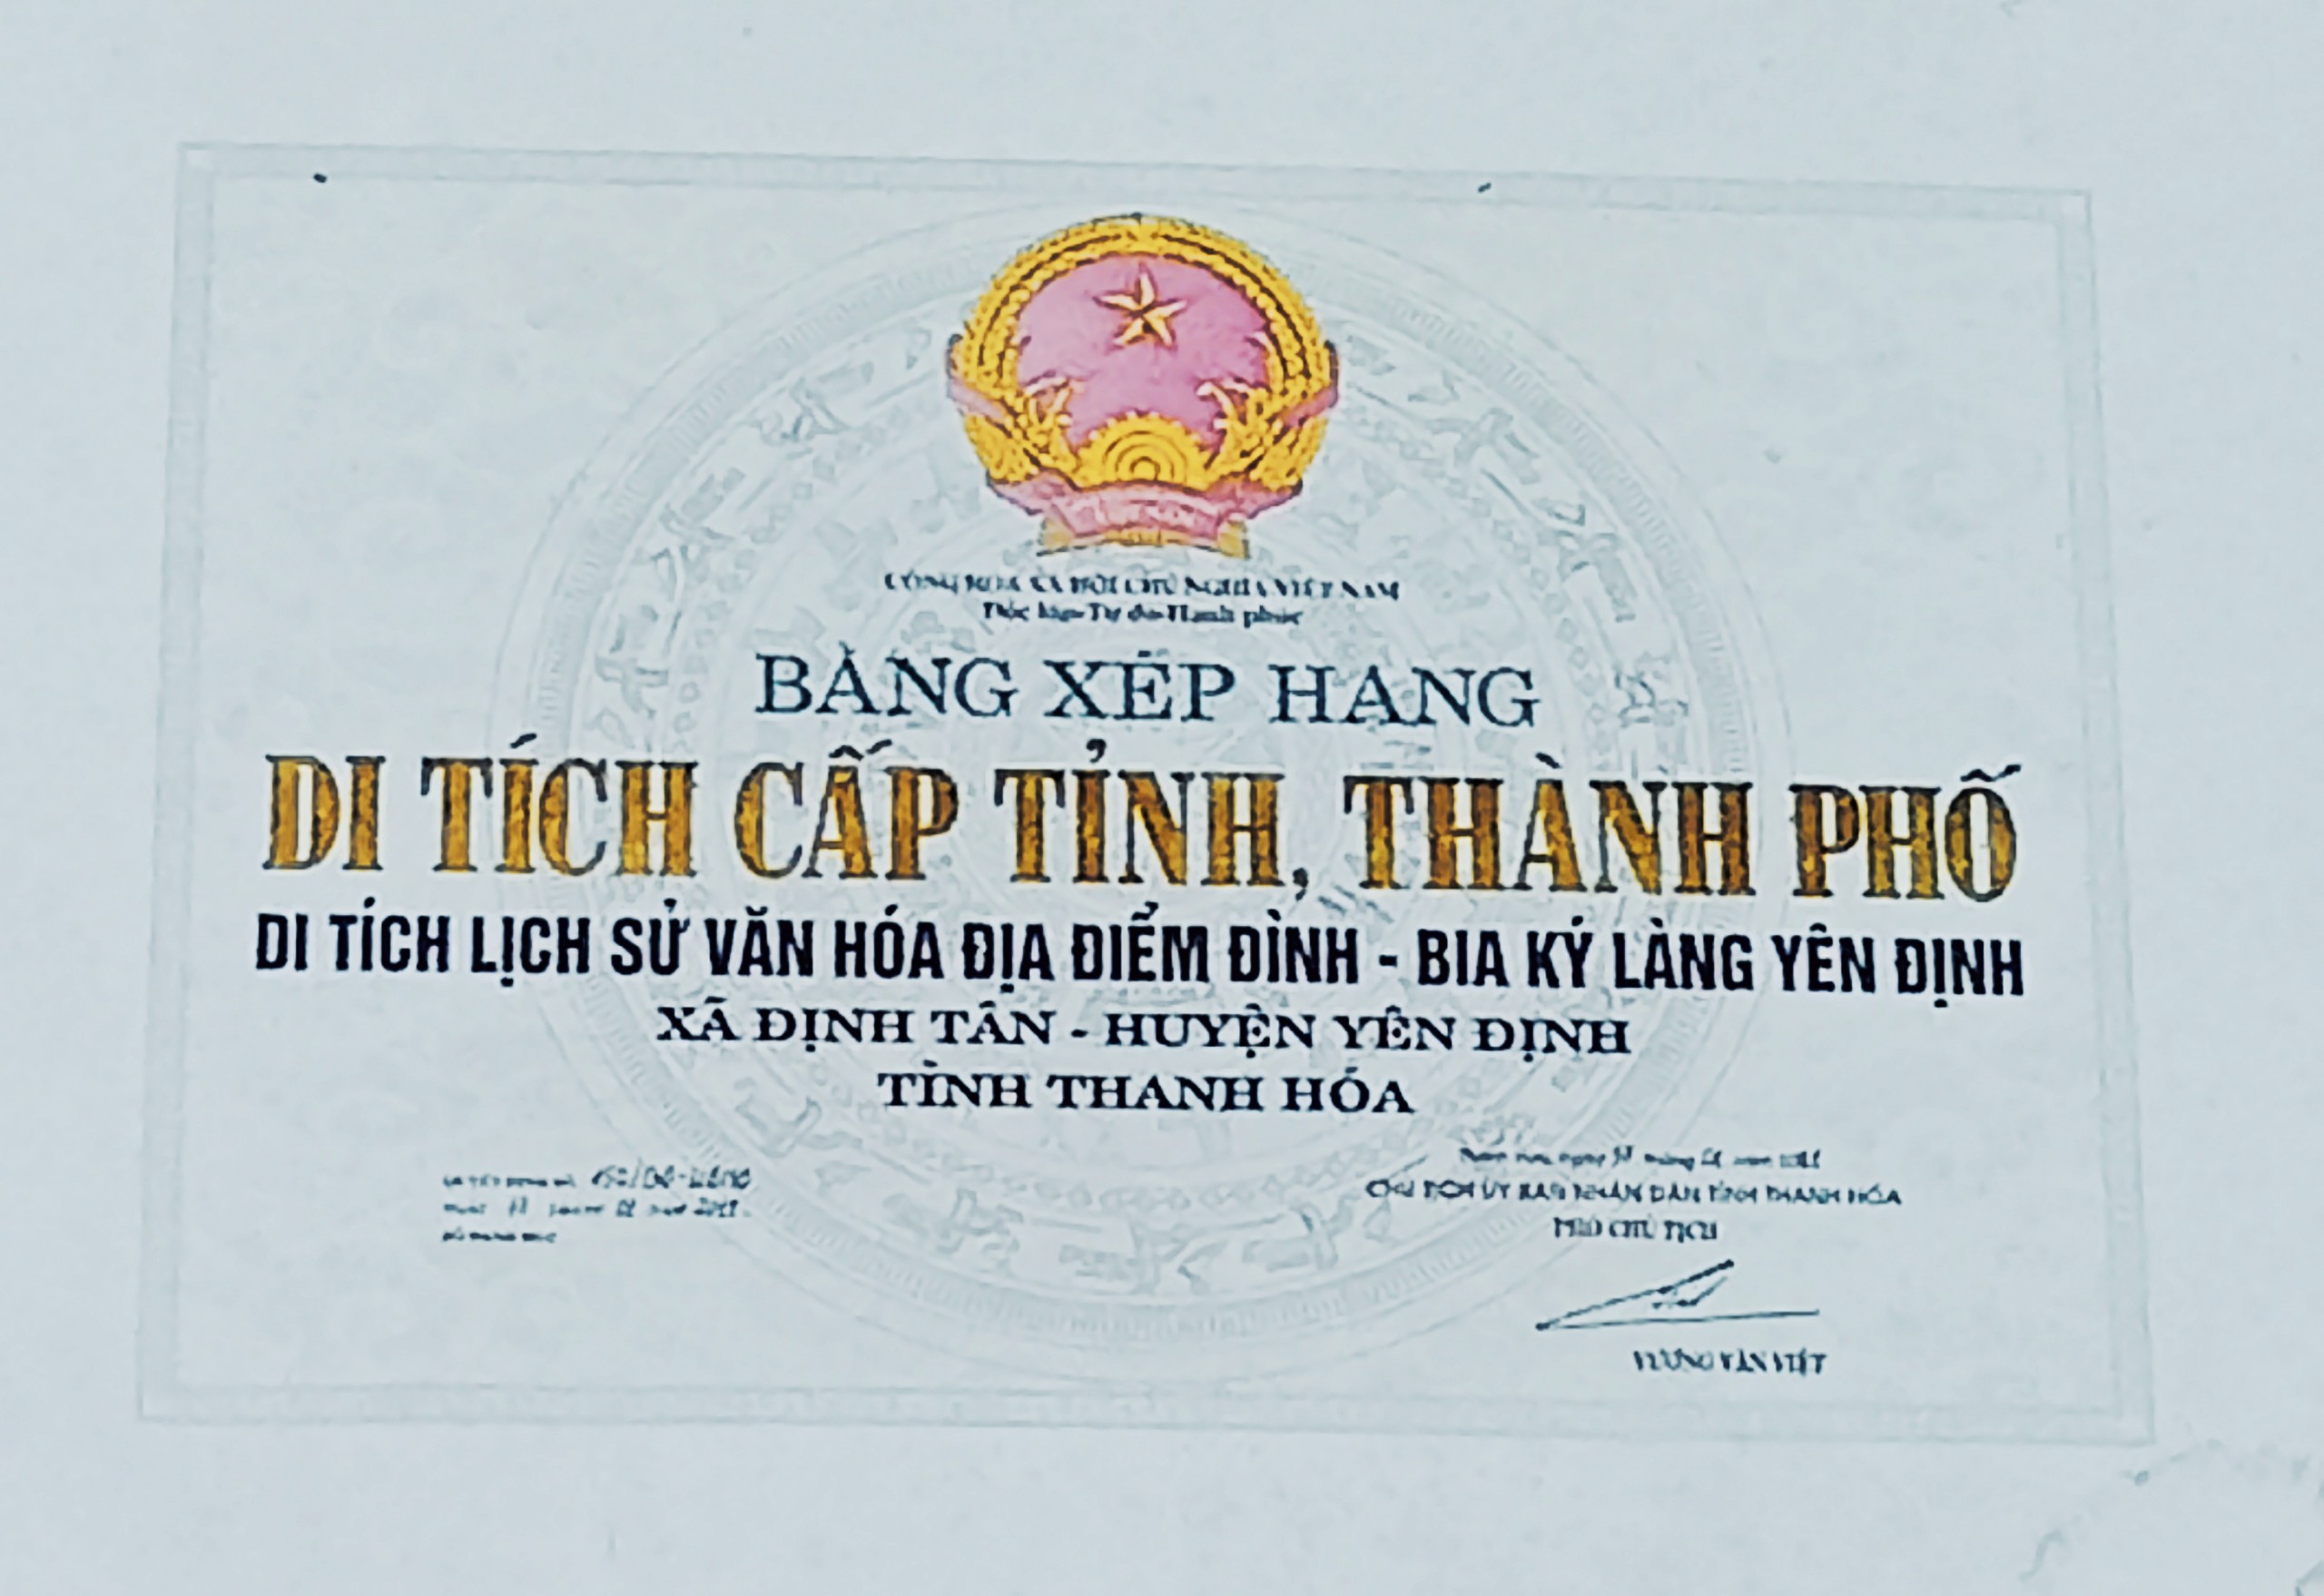 CỘNG HÒA XÃ HỘI CHỦ NGHĨA VIỆT NAM
Độc lập - Tự do - Hạnh phúc
BẰNG XẾP HẠNG
DI TÍCH CẤP TỈNH, THÀNH PHỐ
DI TÍCH LỊCH SỬ VĂN HÓA ĐỊA ĐIỂM ĐÌNH - BIA KÝ LÀNG YÊN ĐỊNH
XÃ ĐỊNH TÂN - HUYỆN YÊN ĐỊNH
TỈNH THANH HÓA
CHỦ TỊCH ỦY BAN NHÂN DÂN TỈNH THANH HÓA
PHÓ CHỦ TỊCH
VƯƠNG VĂN VIỆT